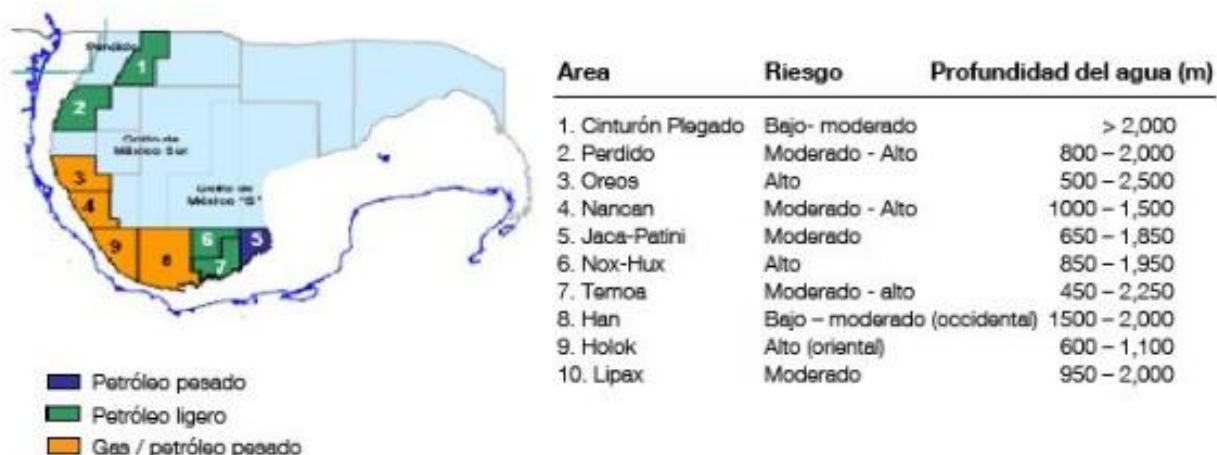 Perdido
1
2
Golfo de
México Sur
3
4
Golfo de
México "B"
9
8
6
5
7
Petróleo pesado
Petróleo ligero
Gas / petróleo pesado
Area Riesgo Profundidad del agua (m)
1. Cinturón Plegado Bajo- moderado > 2,000
2. Perdido Moderado - Alto 800 – 2,000
3. Oreos Alto 500 – 2,500
4. Nancan Moderado - Alto 1000 – 1,500
5. Jaca-Patini Moderado 650 – 1,850
6. Nox-Hux Alto 850 – 1,950
7. Temoa Moderado - alto 450 – 2,250
8. Han Bajo – moderado (occidental) 1500 – 2,000
9. Holok Alto (oriental) 600 – 1,100
10. Lipax Moderado 950 – 2,000